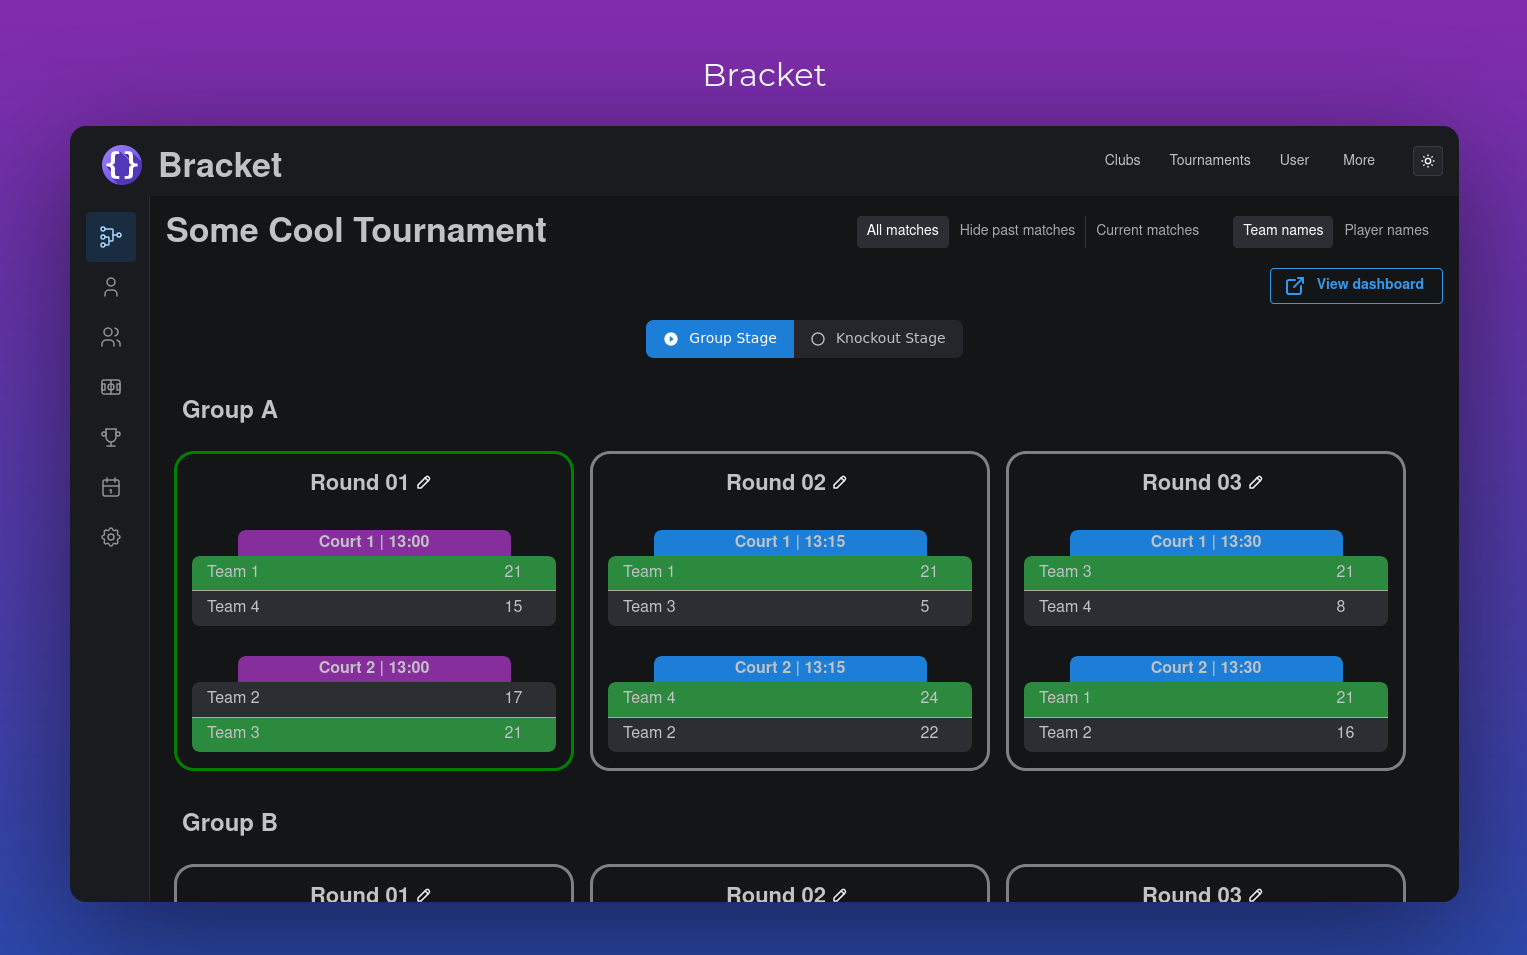 Bracket
{} Bracket
Clubs Tournaments User More
Some Cool Tournament
All matches Hide past matches Current matches Team names Player names
View dashboard
Group Stage Knockout Stage
Group A
Round 01 Round 02 Round 03
Court 1 | 13:00 Court 1 | 13:15 Court 1 | 13:30
Team 1 21 Team 1 21 Team 3 21
Team 4 15 Team 3 5 Team 4 8
Court 2 | 13:00 Court 2 | 13:15 Court 2 | 13:30
Team 2 17 Team 4 24 Team 1 21
Team 3 21 Team 2 22 Team 2 16
Group B
Round 01 Round 02 Round 03